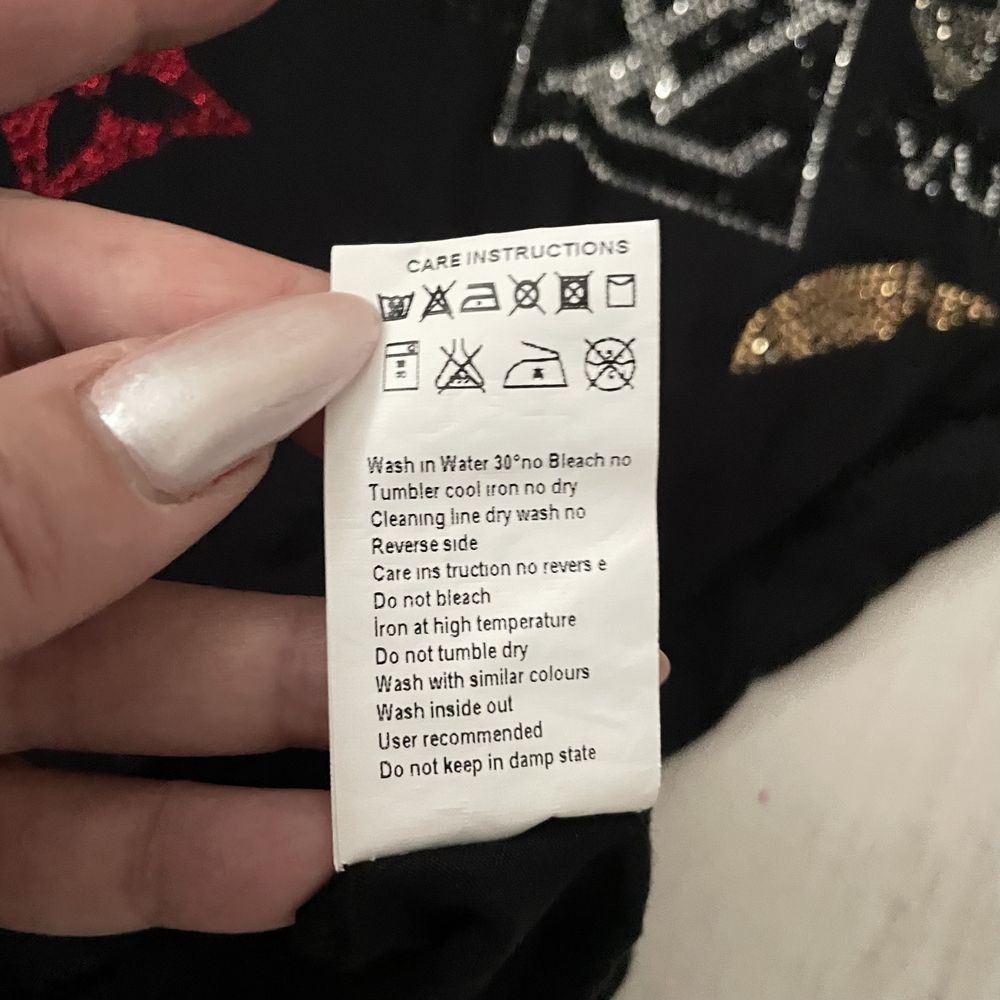 CARE INSTRUCTIONS
Wash in Water 30°no Bleach no
Tumbler cool iron no dry
Cleaning line dry wash no
Reverse side
Care ins truction no revers e
Do not bleach
İron at high temperature
Do not tumble dry
Wash with similar colours
Wash inside out
User recommended
Do not keep in damp state